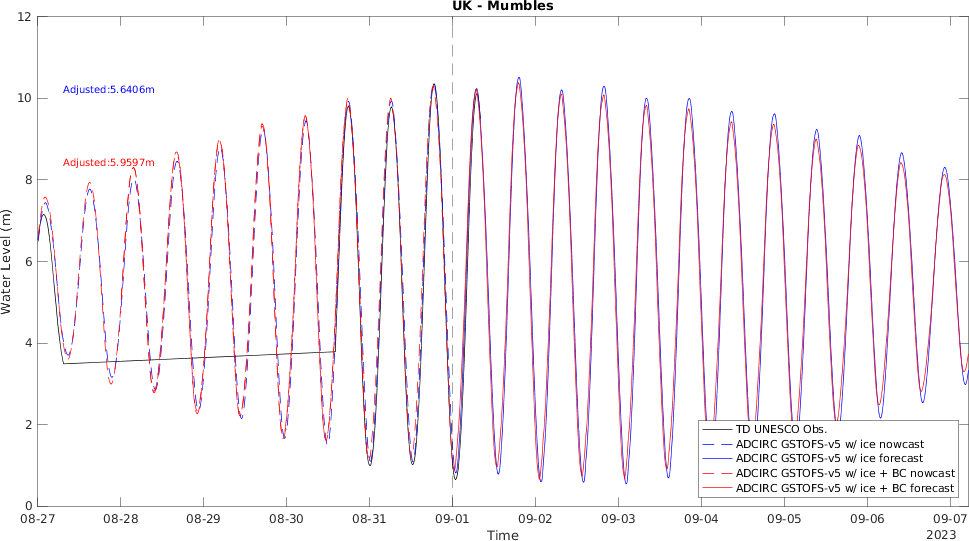 UK - Mumbles
12
10
8
6
4
2
0
Water Level (m)
Adjusted:5.6406m
Adjusted:5.9597m
TD UNESCO Obs.
ADCIRC GSTOFS-v5 w/ ice nowcast
ADCIRC GSTOFS-v5 w/ ice forecast
ADCIRC GSTOFS-v5 w/ ice + BC nowcast
ADCIRC GSTOFS-v5 w/ ice + BC forecast
08-27 08-28 08-29 08-30 08-31 09-01 09-02 09-03 09-04 09-05 09-06 09-07
Time
2023